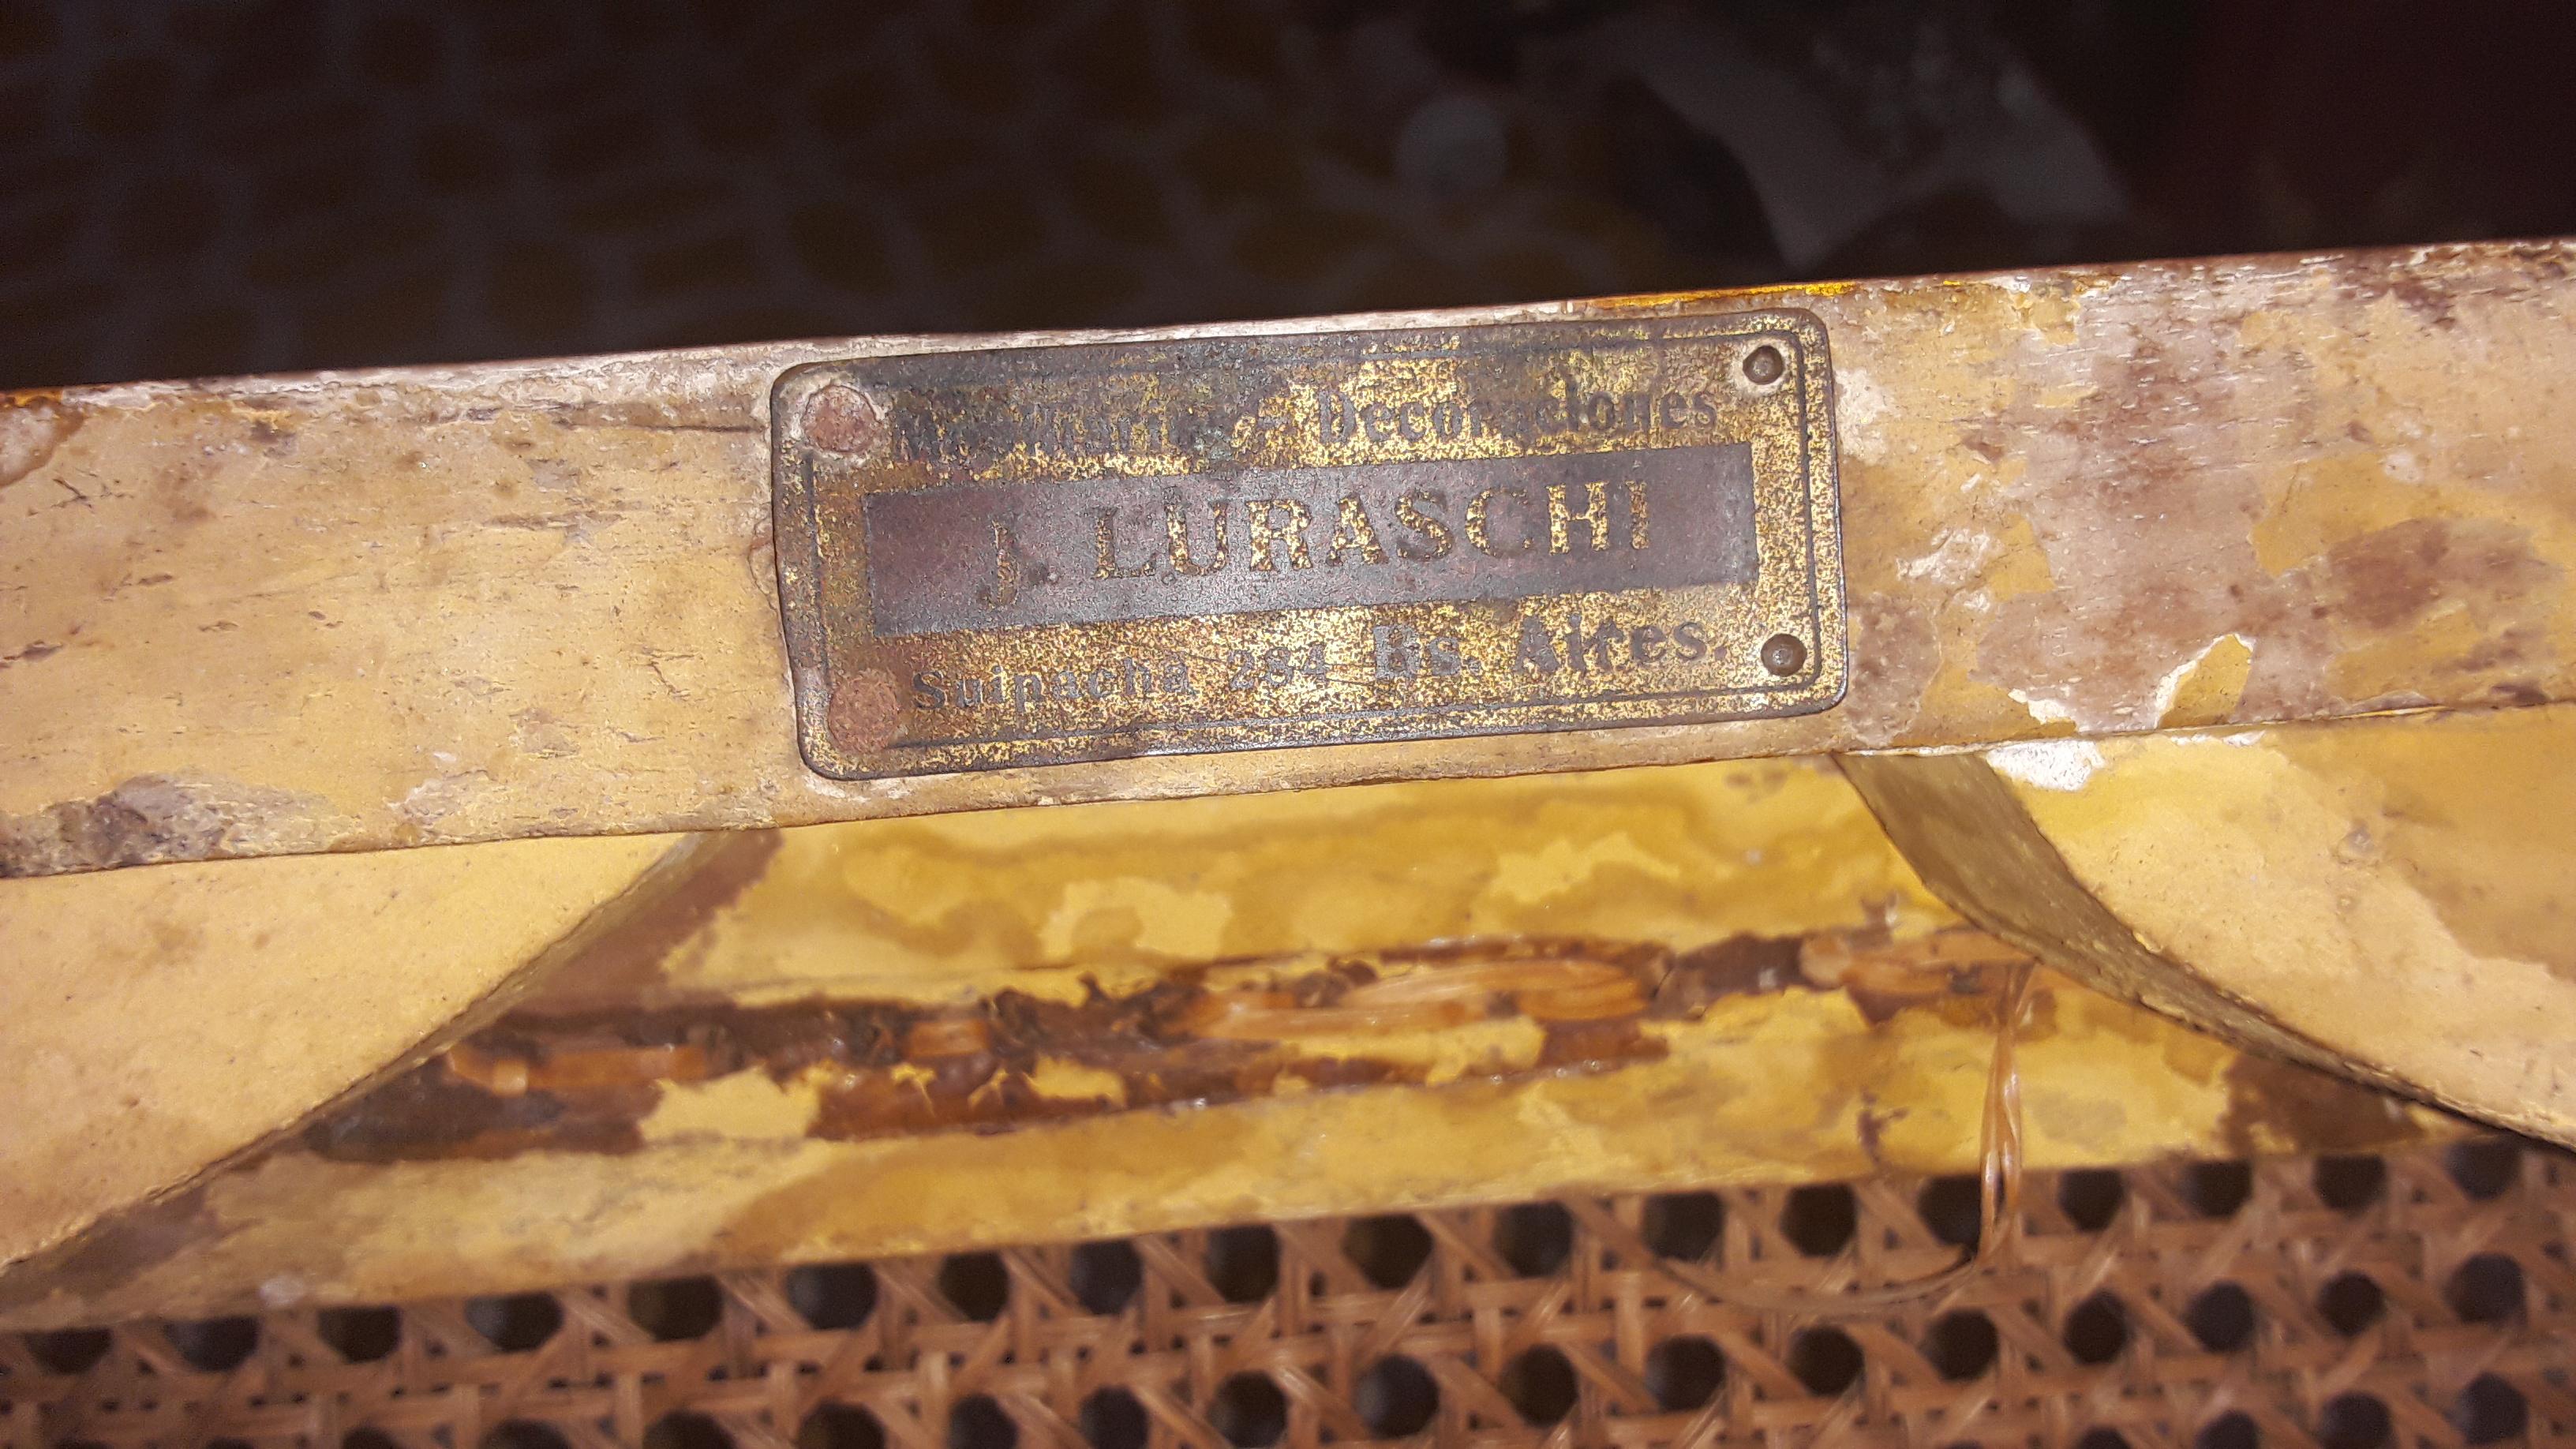 Decoraciones
J. LURASCHI
Suipacha 284 Bs. Aires.